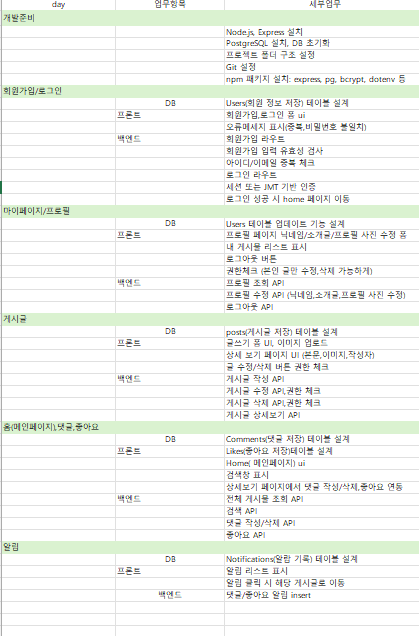 day 업무항목 세부업무
개발준비
Node.js, Express 설치
PostgreSQL 설치, DB 초기화
프로젝트 폴더 구조 설정
Git 설정
npm 패키지 설치: express, pg, bcrypt, dotenv 등
회원가입/로그인
DB Users(회원 정보 저장) 테이블 설계
프론트 회원가입,로그인 폼 ui
오류메세지 표시(중복,비밀번호 불일치)
백엔드 회원가입 라우트
회원가입 입력 유효성 검사
아이디/이메일 중복 체크
로그인 라우트
세션 또는 JMT 기반 인증
로그인 성공 시 home 페이지 이동
마이페이지/프로필
DB Users 테이블 업데이트 기능 설계
프론트 프로필 페이지 닉네임/소개글/프로필 사진 수정 폼
내 게시물 리스트 표시
로그아웃 버튼
권한체크 (본인 글만 수정,삭제 가능하게)
백엔드 프로필 조회 API
프로필 수정 API (닉네임,소개글,프로필 사진 수정)
로그아웃 API
게시글
DB posts(게시글 저장) 테이블 설계
프론트 글쓰기 폼 UI, 이미지 업로드
상세 보기 페이지 UI (본문,이미지,작성자)
글 수정/삭제 버튼 권한 체크
백엔드 게시글 작성 API
게시글 수정 API,권한 체크
게시글 삭제 API,권한 체크
게시글 상세보기 API
홈(메인페이지),댓글,좋아요
DB Comments(댓글 저장) 테이블 설계
프론트 Likes(좋아요 저장)테이블 설계
Home( 메인페이지) ui
검색창 표시
상세보기 페이지에서 댓글 작성/삭제,좋아요 연동
백엔드 전체 게시물 조회 API
검색 API
댓글 작성/삭제 API
좋아요 API
알림
DB Notifications(알람 기록) 테이블 설계
프론트 알림 리스트 표시
알림 클릭 시 해당 게시글로 이동
백엔드 댓글/좋아요 알림 insert